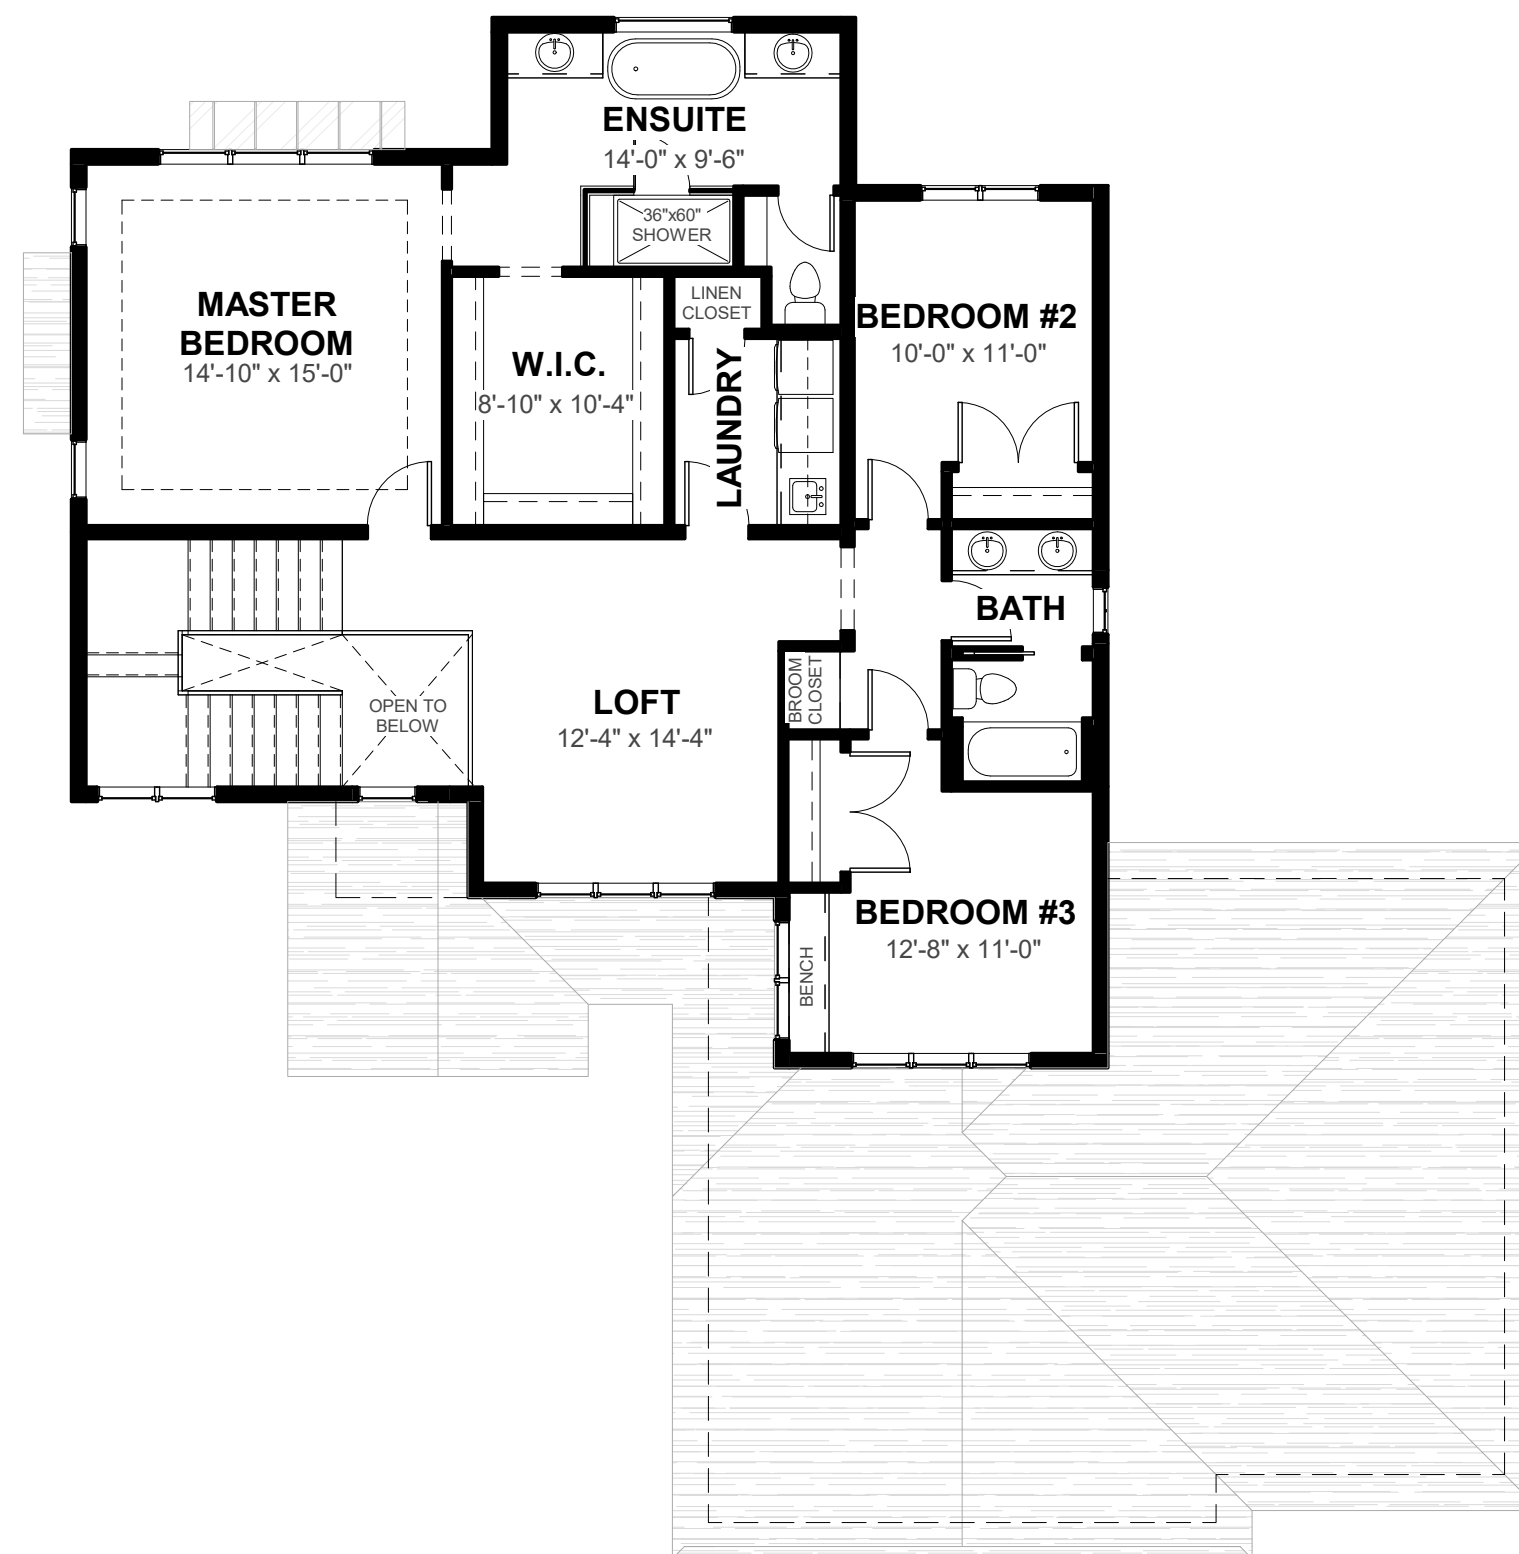 ENSUITE
14'-0" x 9'-6"
36"x60"
SHOWER
MASTER
BEDROOM
14'-10" x 15'-0"
W.I.C.
8'-10" x 10'-4"
LINEN
CLOSET
LAUNDRY
BEDROOM #2
10'-0" x 11'-0"
BATH
OPEN TO
BELOW
LOFT
12'-4" x 14'-4"
BROOM
CLOSET
BEDROOM #3
12'-8" x 11'-0"
BENCH